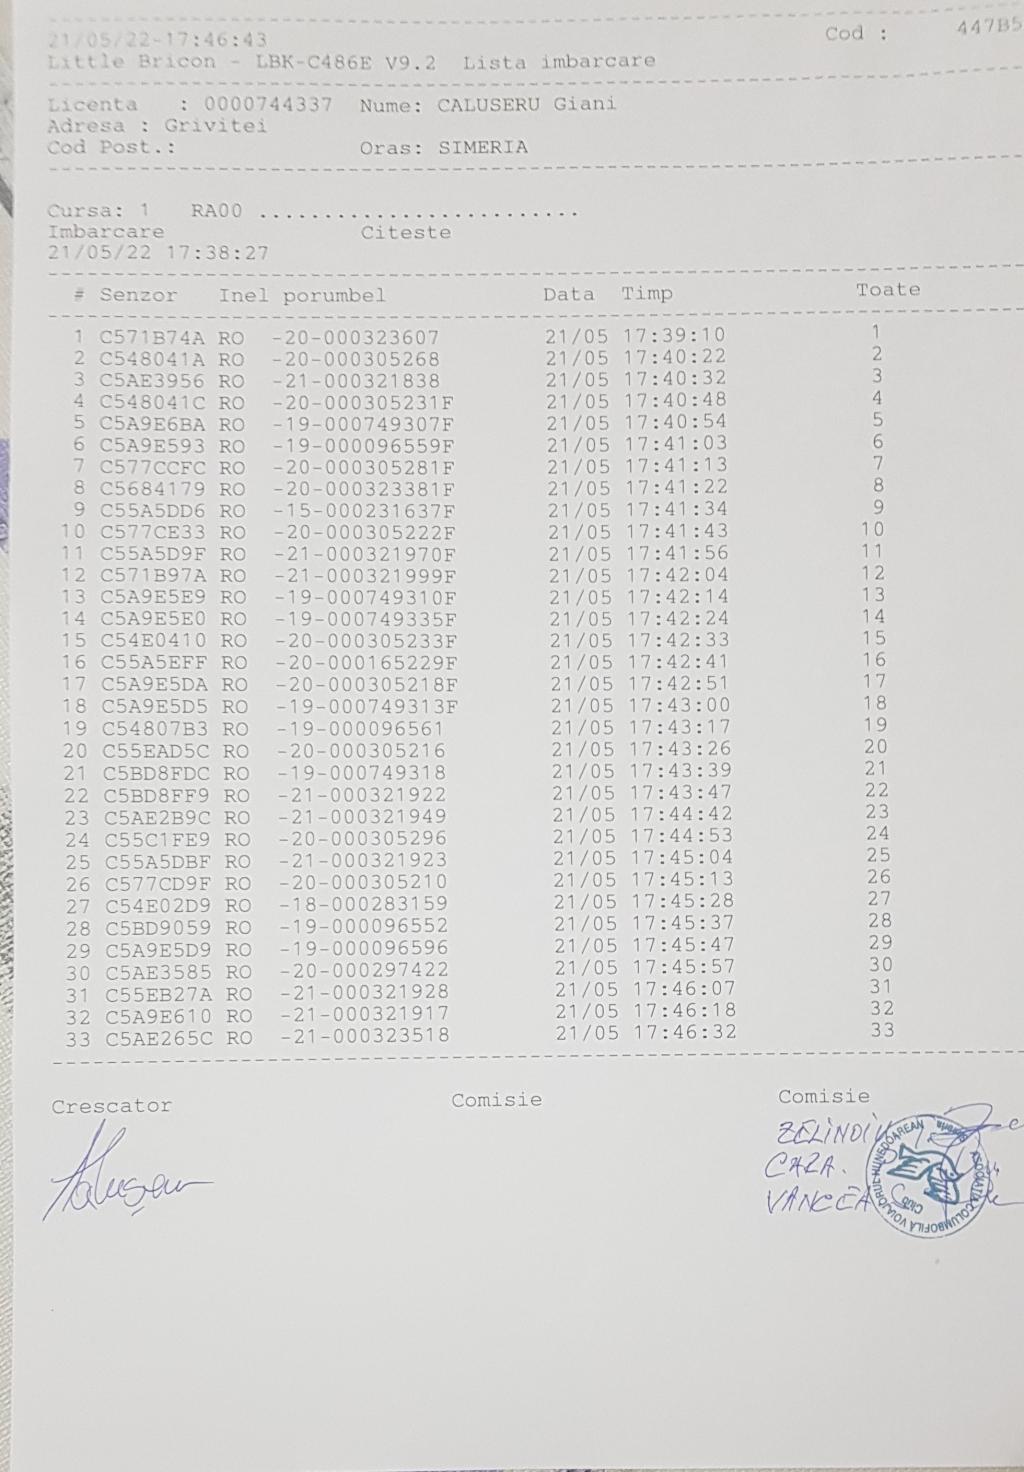 21/05/22-17:46:43 Cod : 447B5
Little Bricon - LBK-C486E V9.2 Lista imbarcare
Licenta : 0000744337 Nume: CALUSERU Giani
Adresa : Grivitei
Cod Post.: Oras: SIMERIA
Cursa: 1 RA00 .........................
Imbarcare Citeste
21/05/22 17:38:27
# Senzor Inel porumbel Data Timp Toate
1 C571B74A RO -20-000323607 21/05 17:39:10 1
2 C548041A RO -20-000305268 21/05 17:40:22 2
3 C5AE3956 RO -21-000321838 21/05 17:40:32 3
4 C548041C RO -20-000305231F 21/05 17:40:48 4
5 C5A9E6BA RO -19-000749307F 21/05 17:40:54 5
6 C5A9E593 RO -19-000096559F 21/05 17:41:03 6
7 C577CCFC RO -20-000305281F 21/05 17:41:13 7
8 C5684179 RO -20-000323381F 21/05 17:41:22 8
9 C55A5DD6 RO -15-000231637F 21/05 17:41:34 9
10 C577CE33 RO -20-000305222F 21/05 17:41:43 10
11 C55A5D9F RO -21-000321970F 21/05 17:41:56 11
12 C571B97A RO -21-000321999F 21/05 17:42:04 12
13 C5A9E5E9 RO -19-000749310F 21/05 17:42:14 13
14 C5A9E5E0 RO -19-000749335F 21/05 17:42:24 14
15 C54E0410 RO -20-000305233F 21/05 17:42:33 15
16 C55A5EFF RO -20-000165229F 21/05 17:42:41 16
17 C5A9E5DA RO -20-000305218F 21/05 17:42:51 17
18 C5A9E5D5 RO -19-000749313F 21/05 17:43:00 18
19 C54807B3 RO -19-000096561 21/05 17:43:17 19
20 C55EAD5C RO -20-000305216 21/05 17:43:26 20
21 C5BD8FDC RO -19-000749318 21/05 17:43:39 21
22 C5BD8FF9 RO -21-000321922 21/05 17:43:47 22
23 C5AE2B9C RO -21-000321949 21/05 17:44:42 23
24 C55C1FE9 RO -20-000305296 21/05 17:44:53 24
25 C55A5DBF RO -21-000321923 21/05 17:45:04 25
26 C577CD9F RO -20-000305210 21/05 17:45:13 26
27 C54E02D9 RO -18-000283159 21/05 17:45:28 27
28 C5BD9059 RO -19-000096552 21/05 17:45:37 28
29 C5A9E5D9 RO -19-000096596 21/05 17:45:47 29
30 C5AE3585 RO -20-000297422 21/05 17:45:57 30
31 C55EB27A RO -21-000321928 21/05 17:46:07 31
32 C5A9E610 RO -21-000321917 21/05 17:46:18 32
33 C5AE265C RO -21-000323518 21/05 17:46:32 33
Crescator Comisie Comisie
CAZA.
VANCEA
ASOCIAȚIA COLUMBOFILĂ VOIAJORUL HUNEDOREAN
Club